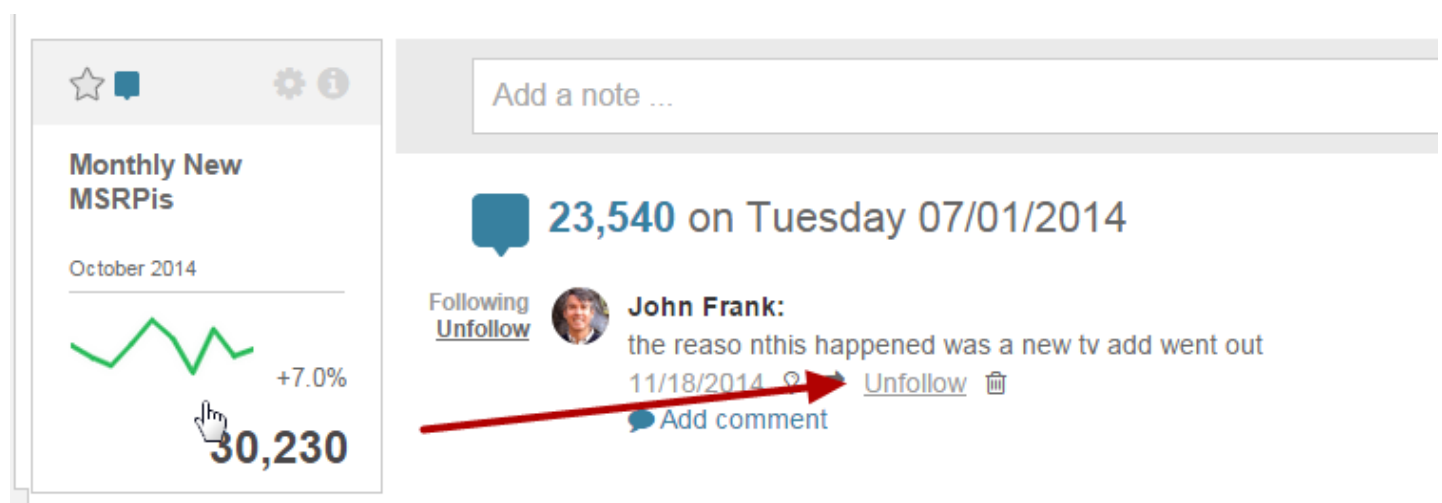 Add a note ...
Monthly New
MSRPis
October 2014
+7.0%
30,230
23,540 on Tuesday 07/01/2014
Following
Unfollow
John Frank:
the reaso nthis happened was a new tv add went out
11/18/2014 Unfollow
Add comment